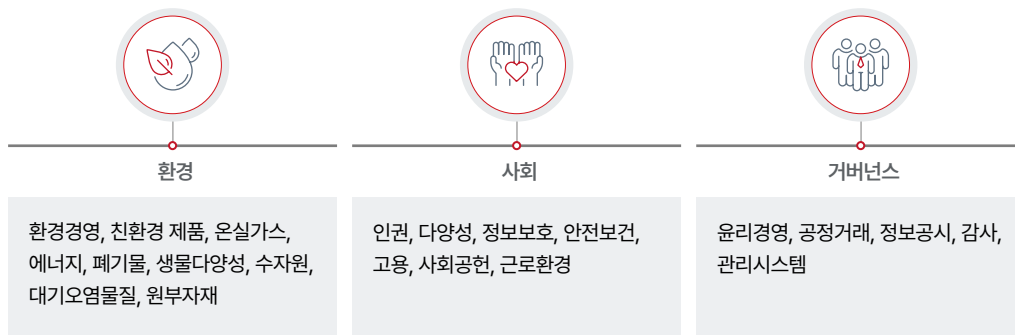 환경
환경경영, 친환경 제품, 온실가스,
에너지, 폐기물, 생물다양성, 수자원,
대기오염물질, 원부자재
사회
인권, 다양성, 정보보호, 안전보건,
고용, 사회공헌, 근로환경
거버넌스
윤리경영, 공정거래, 정보공시, 감사,
관리시스템